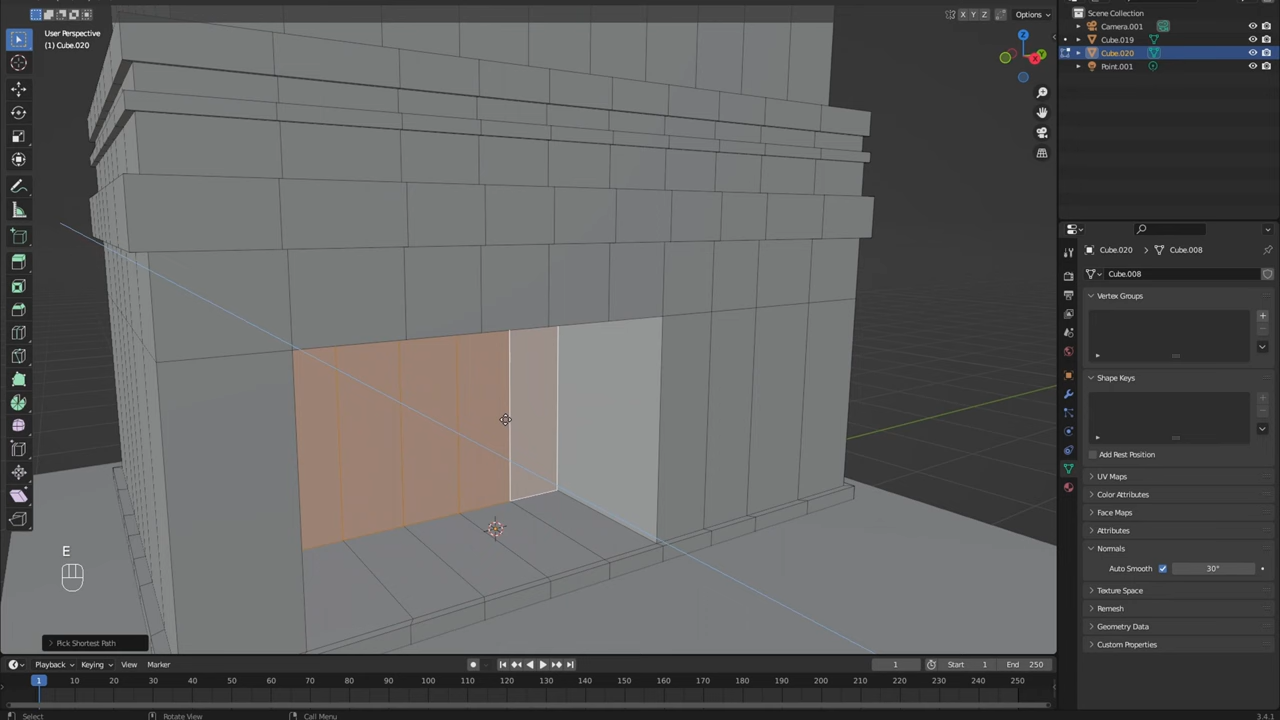 Options
X Y Z
User Perspective
(1) Cube.020
Z
Scene Collection
Camera.001
Cube.019
Cube.020
Point.001
Cube.020
Cube.008
Cube.008
Vertex Groups
Shape Keys
Add Rest Position
UV Maps
Color Attributes
Face Maps
Attributes
Normals
Auto Smooth
30°
Texture Space
Remesh
Geometry Data
Custom Properties
E
Pick Shortest Path
Playback
Keying
View
Marker
1
Start
1
End
250
1
10
20
30
40
50
60
70
80
90
100
110
120
130
140
150
160
170
180
190
200
210
220
230
240
250
Select
Rotate View
Call Menu
3.4.1